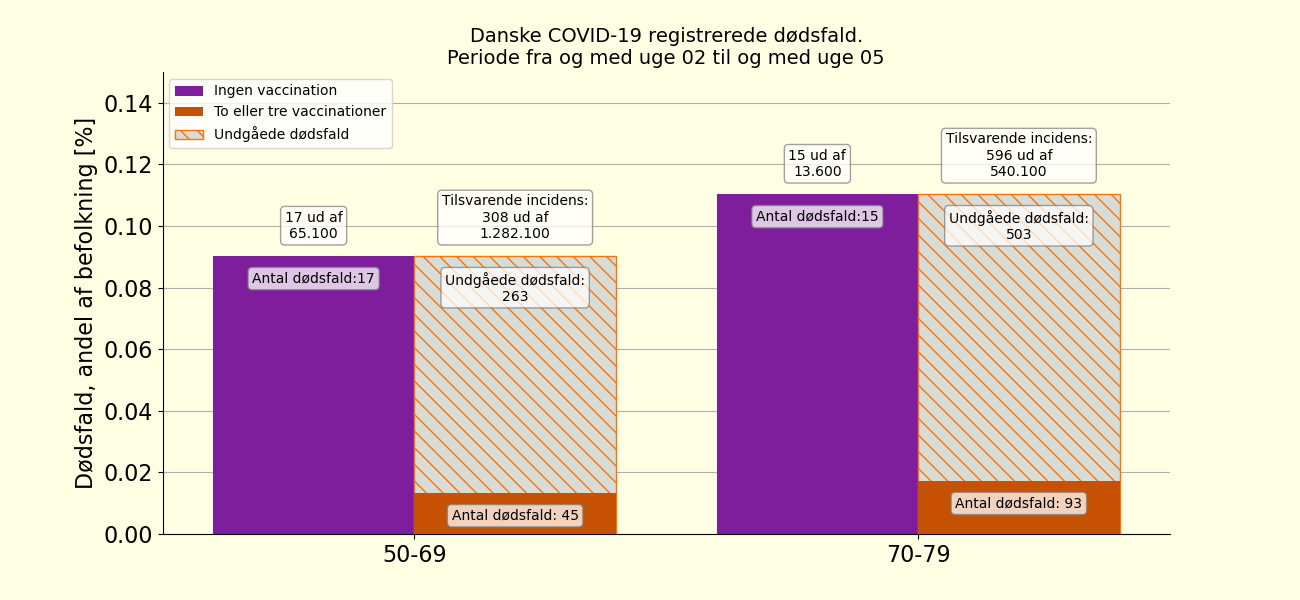 Danske COVID-19 registrerede dødsfald.
Periode fra og med uge 02 til og med uge 05
Ingen vaccination
To eller tre vaccinationer
Undgåede dødsfald
Dødsfald, andel af befolkning [%]
0.14
0.12
0.10
0.08
0.06
0.04
0.02
0.00
17 ud af
65.100
Antal dødsfald:17
Tilsvarende incidens:
308 ud af
1.282.100
Undgåede dødsfald:
263
Antal dødsfald: 45
15 ud af
13.600
Antal dødsfald:15
Tilsvarende incidens:
596 ud af
540.100
Undgåede dødsfald:
503
Antal dødsfald: 93
50-69
70-79